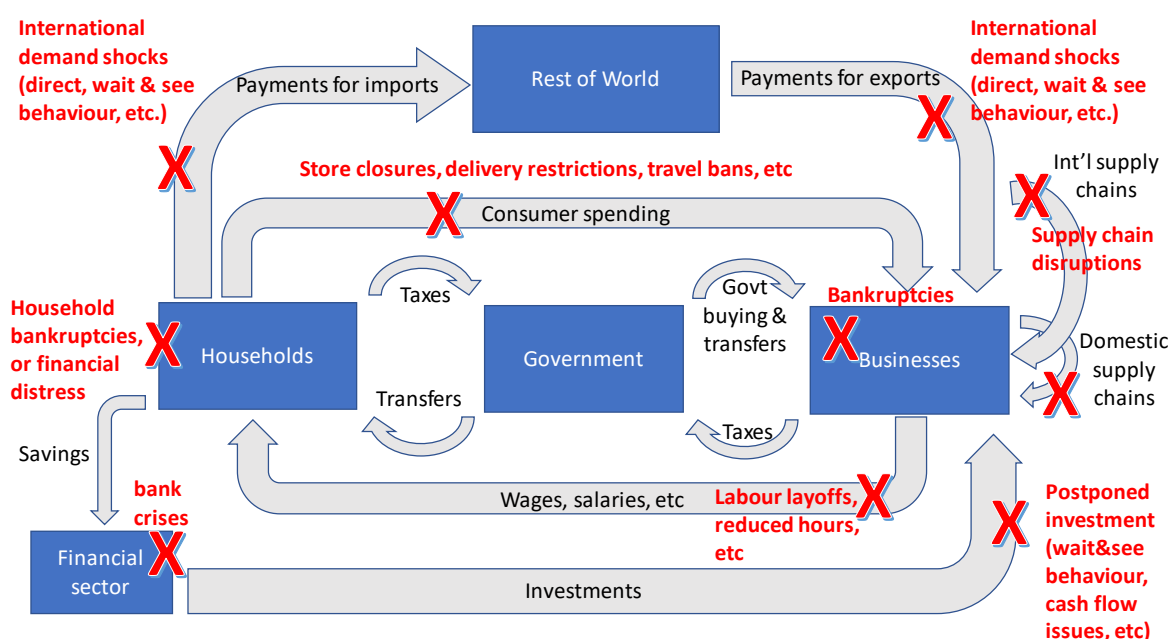 International
demand shocks
(direct, wait & see
behaviour, etc.)
Payments for imports
Rest of World
Payments for exports
International
demand shocks
(direct, wait & see
behaviour, etc.)
Store closures, delivery restrictions, travel bans, etc
Consumer spending
Int'l supply
chains
Supply chain
disruptions
Household
bankruptcies,
or financial
distress
Households
Taxes
Transfers
Government
Govt
buying &
transfers
Taxes
Bankruptcies
Businesses
Domestic
supply
chains
Savings
bank
crises
Financial
sector
Wages, salaries, etc
Labour layoffs,
reduced hours,
etc
Investments
Postponed
investment
(wait&see
behaviour,
cash flow
issues, etc)